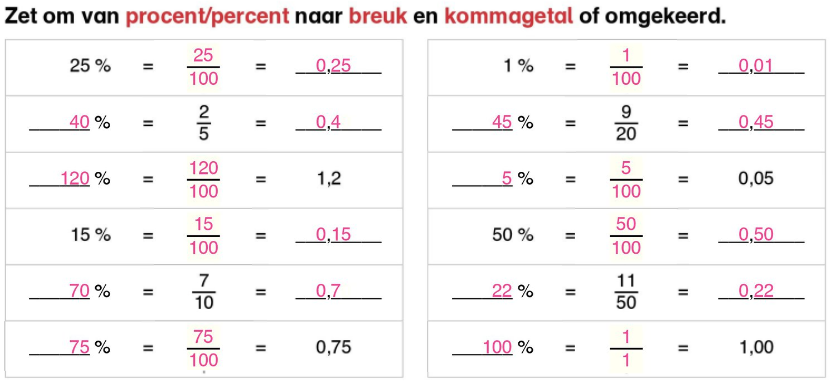 Zet om van procent/percent naar breuk en kommagetal of omgekeerd.
25 % = 25/100 = 0,25
1 % = 1/100 = 0,01
40 % = 2/5 = 0,4
45 % = 9/20 = 0,45
120 % = 120/100 = 1,2
5 % = 5/100 = 0,05
15 % = 15/100 = 0,15
50 % = 50/100 = 0,50
70 % = 7/10 = 0,7
22 % = 11/50 = 0,22
75 % = 75/100 = 0,75
100 % = 1/1 = 1,00